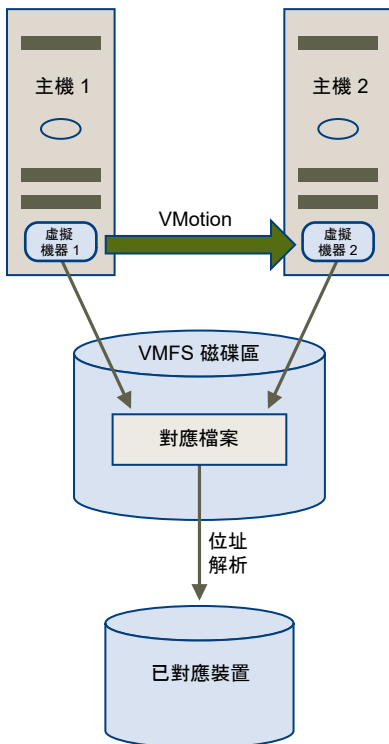 主機 1
主機 2
VMotion
虛擬
機器 1
虛擬
機器 2
VMFS 磁碟區
對應檔案
位址
解析
已對應裝置